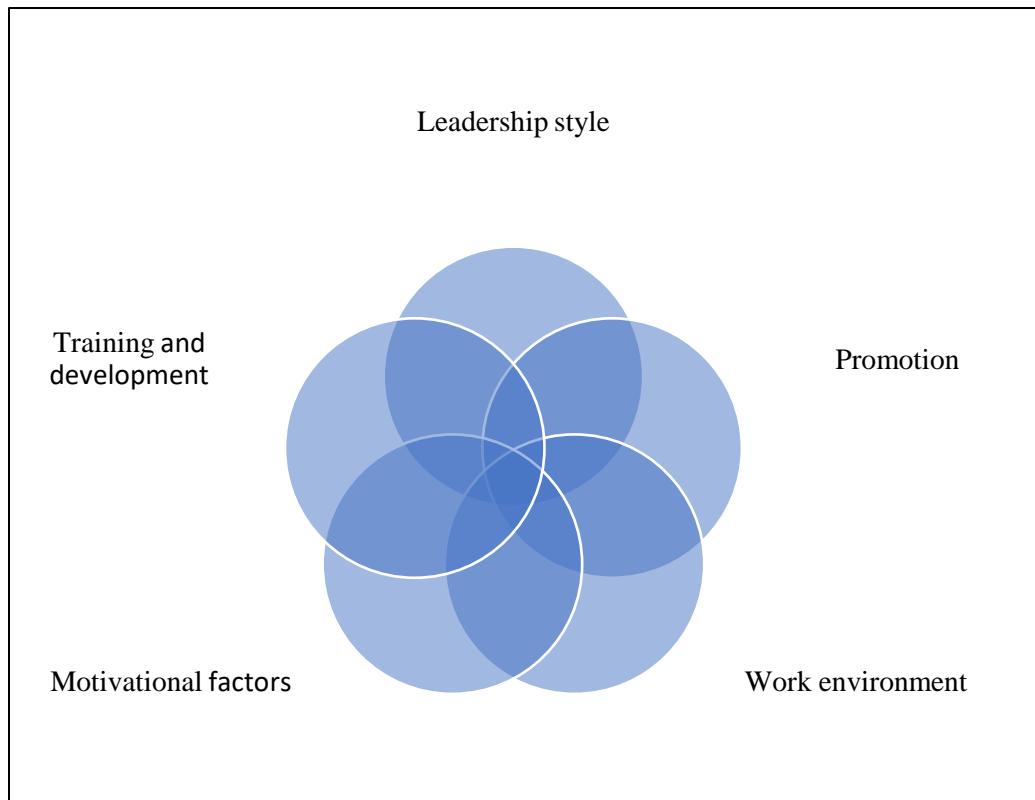 Leadership style
Training and
development
Promotion
Motivational factors
Work environment